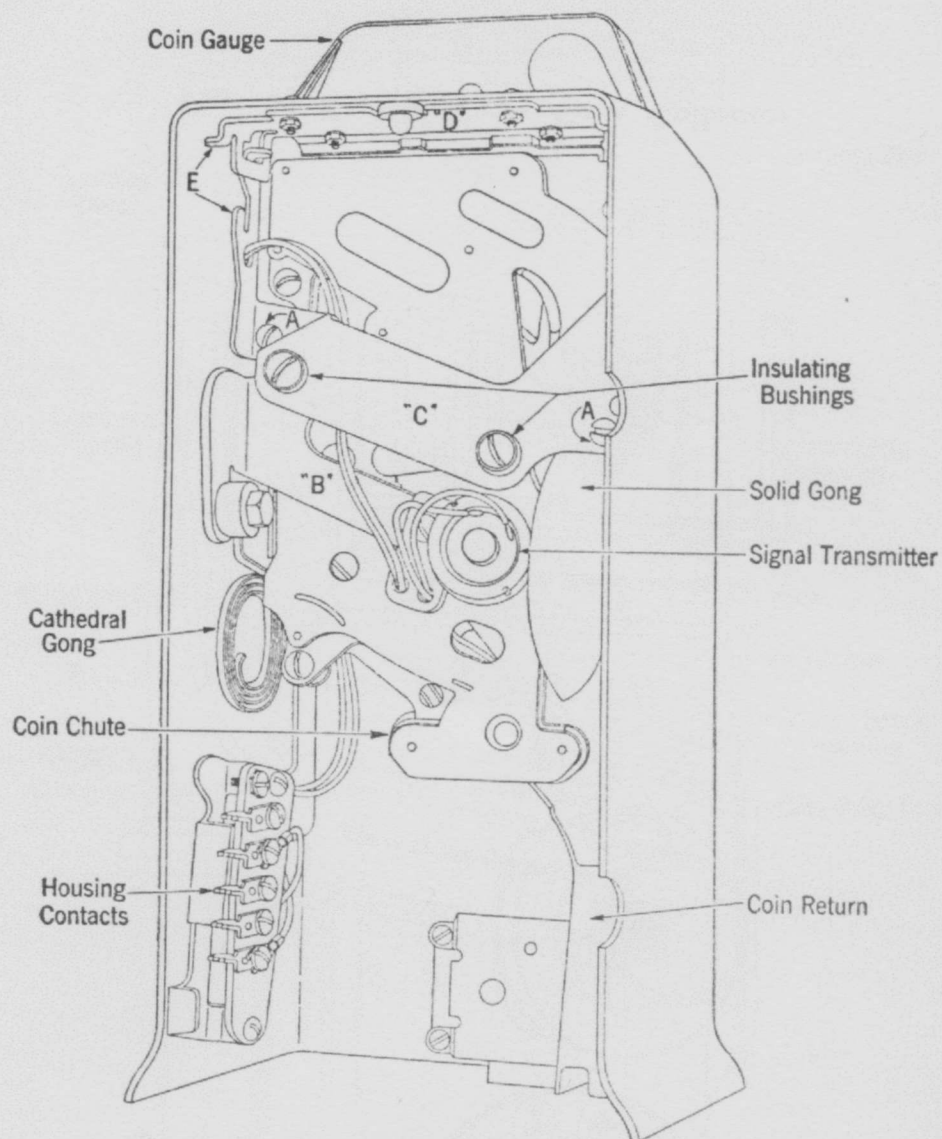 Coin Gauge
"D"
E
A
Insulating
Bushings
"C"
A
"B"
Solid Gong
Signal Transmitter
Cathedral
Gong
Coin Chute
Housing
Contacts
Coin Return